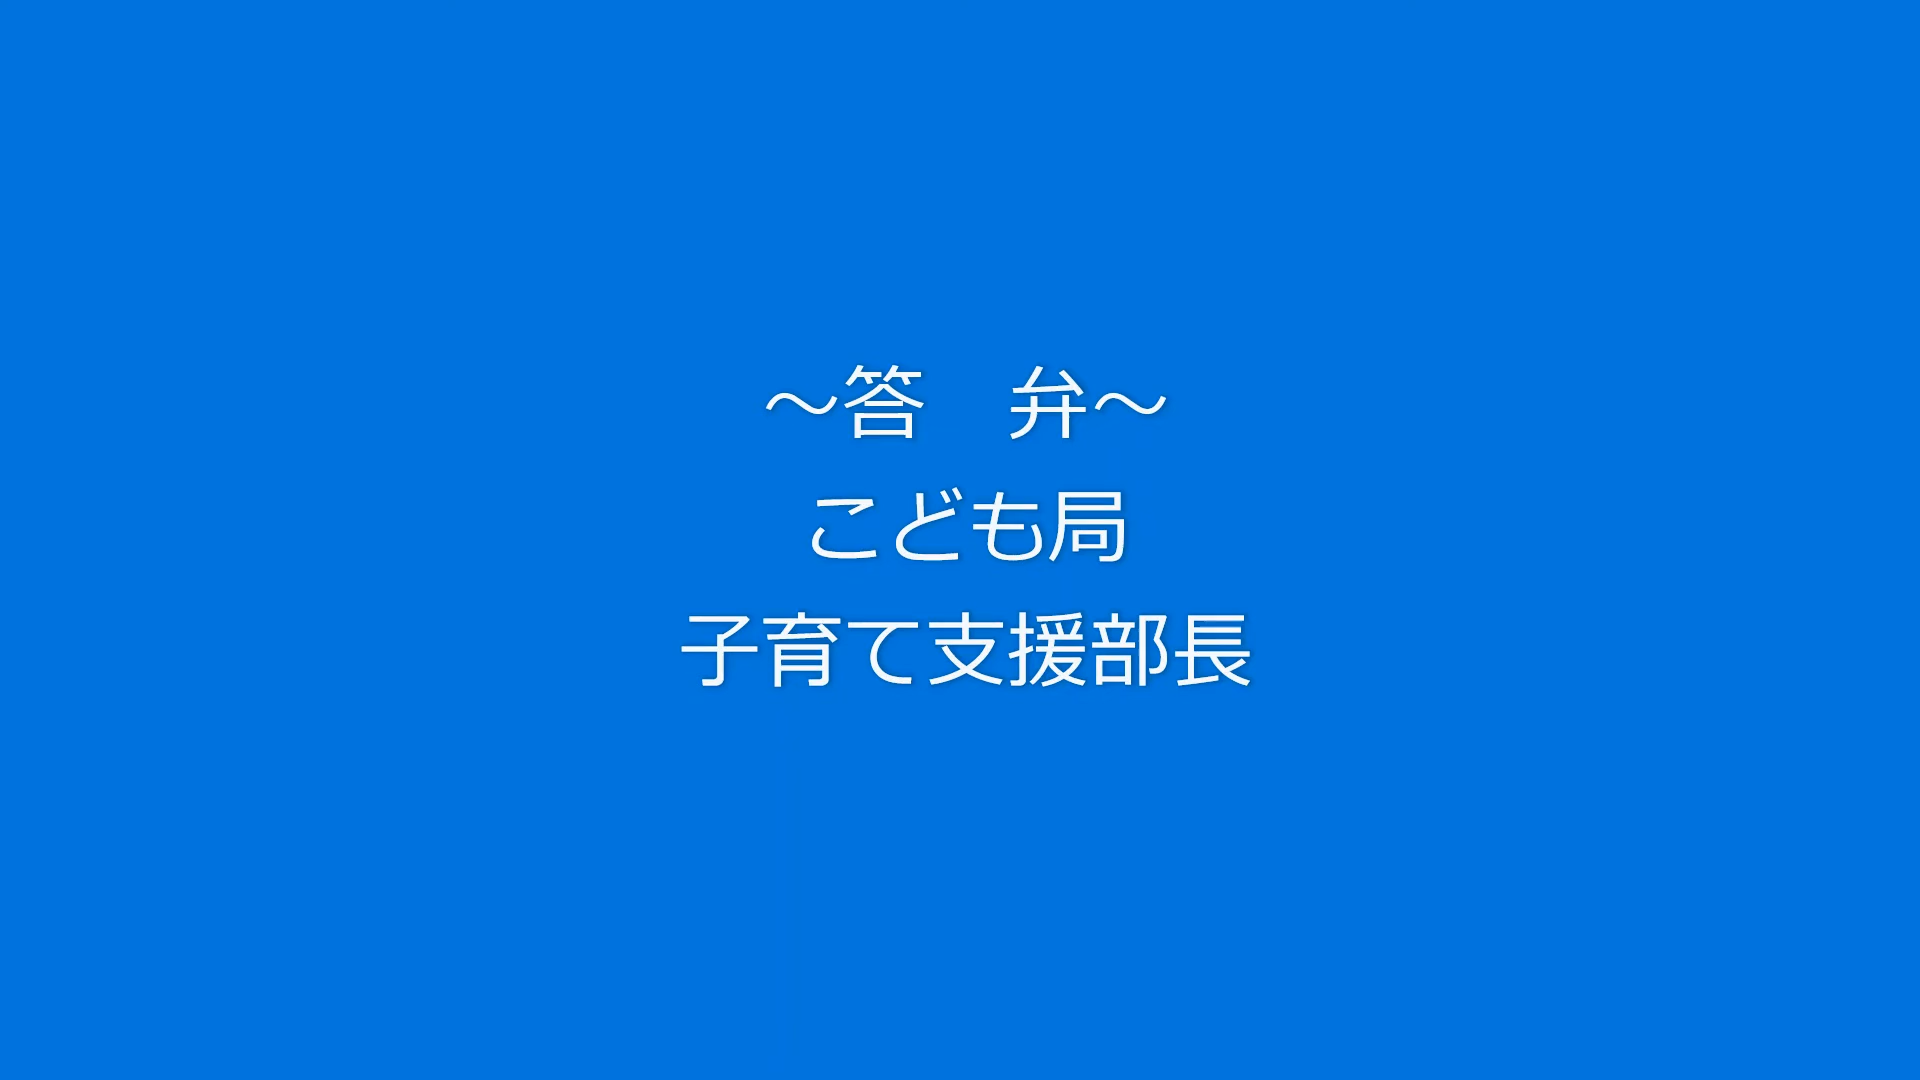 ～答　弁～
こども局
子育て支援部長